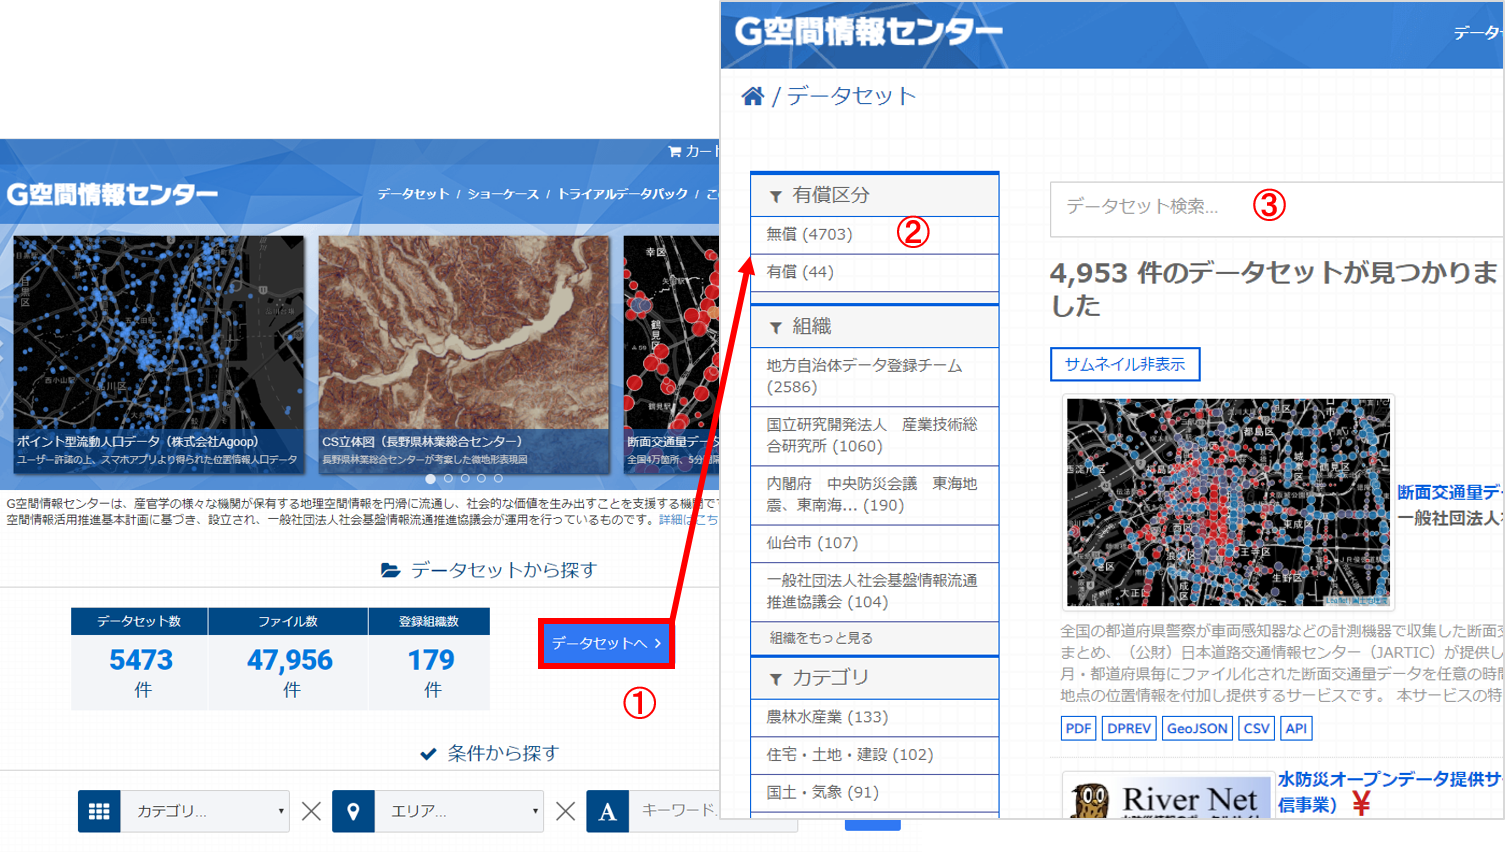 カート
G空間情報センター
データセット / ショーケース / トライアルデータパック / こ
ポイント型流動人口データ（株式会社Agoop）
ユーザー許諾の上、スマホアプリより得られた位置情報人口データ
CS立体図（長野県林業総合センター）
長野県林業総合センターが考案した微地形表現図
断面交通量データ
全国4万箇所、5分間隔
G空間情報センターは、産官学の様々な機関が保有する地理空間情報を円滑に流通し、社会的な価値を生み出すことを支援する機関で
空間情報活用推進基本計画に基づき、設立され、一般社団法人社会基盤情報流通推進協議会が運用を行っているものです。詳細はこち
データセットから探す
データセット数 ファイル数 登録組織数
5473 47,956 179
件 件 件
データセットへ >
①
条件から探す
カテゴリ... エリア... A キーワード..
G空間情報センター
データセ
/ データセット
有償区分
無償 (4703)
②
有償 (44)
組織
地方自治体データ登録チーム
(2586)
国立研究開発法人　産業技術総
合研究所 (1060)
内閣府　中央防災会議　東海地
震、東南海... (190)
仙台市 (107)
一般社団法人社会基盤情報流通
推進協議会 (104)
組織をもっと見る
カテゴリ
農林水産業 (133)
住宅・土地・建設 (102)
国土・気象 (91)
データセット検索...
③
4,953 件のデータセットが見つかりま
した
サムネイル非表示
断面交通量デー
一般社団法人
全国の都道府県警察が車両感知器などの計測機器で収集した断面交
まとめ、（公財）日本道路交通情報センター（JARTIC）が提供し
月・都道府県毎にファイル化された断面交通量データを任意の時間
地点の位置情報を付加し提供するサービスです。 本サービスの特
PDF DPREV GeoJSON CSV API
River Net
水防災オープンデータ提供サ
信事業） ¥